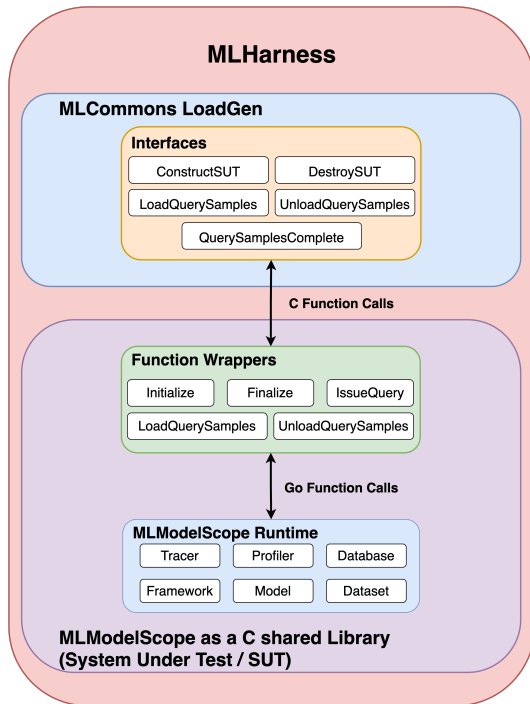 MLHarness
MLCommons LoadGen
Interfaces
ConstructSUT
DestroySUT
LoadQuerySamples
UnloadQuerySamples
QuerySamplesComplete
C Function Calls
Function Wrappers
Initialize
Finalize
IssueQuery
LoadQuerySamples
UnloadQuerySamples
Go Function Calls
MLModelScope Runtime
Tracer
Profiler
Database
Framework
Model
Dataset
MLModelScope as a C shared Library
(System Under Test / SUT)